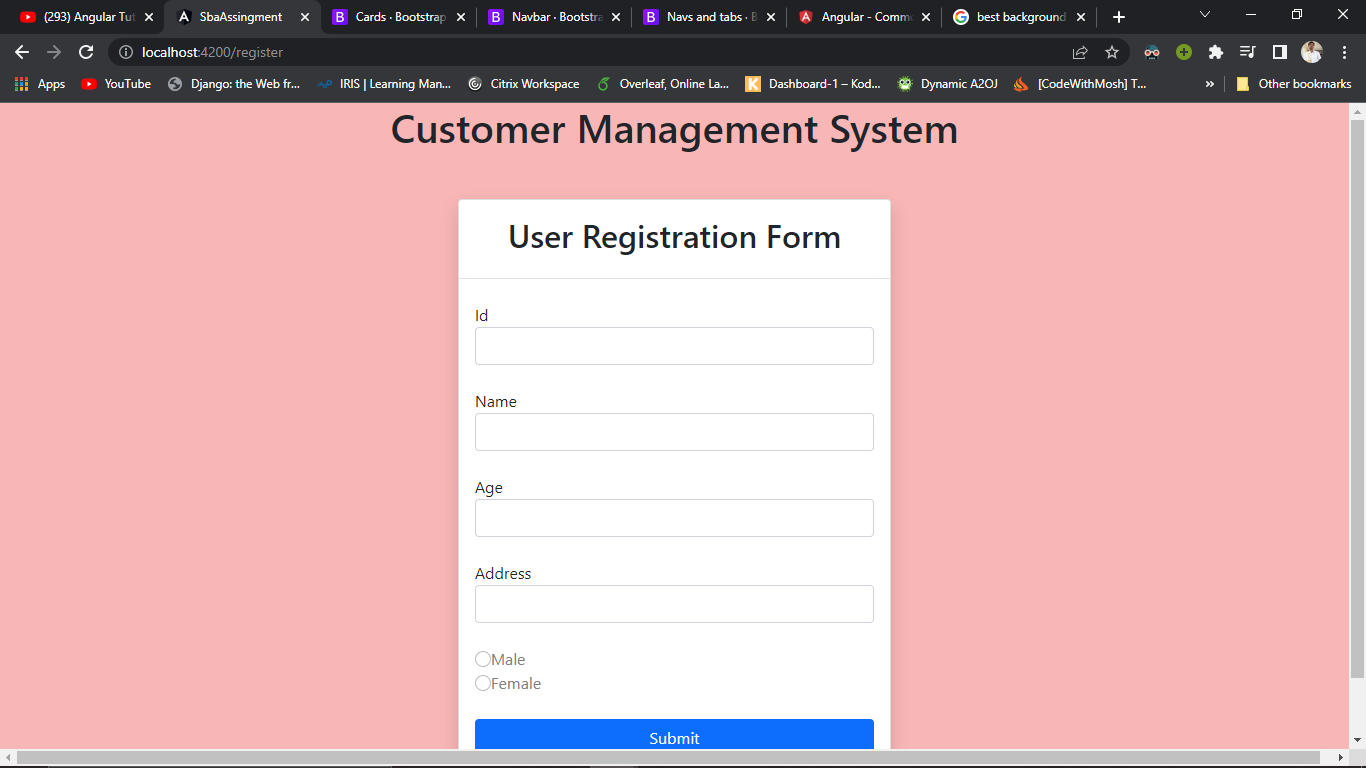 (293) Angular Tut
SbaAssingment
Cards · Bootstrap
Navbar · Bootstra
Navs and tabs · B
Angular - Commo
best background
localhost:4200/register
Apps
YouTube
Django: the Web fr...
IRIS | Learning Man...
Citrix Workspace
Overleaf, Online La...
Dashboard-1 – Kod...
Dynamic A2OJ
[CodeWithMosh] T...
»
Other bookmarks
Customer Management System
User Registration Form
Id
Name
Age
Address
Male
Female
Submit